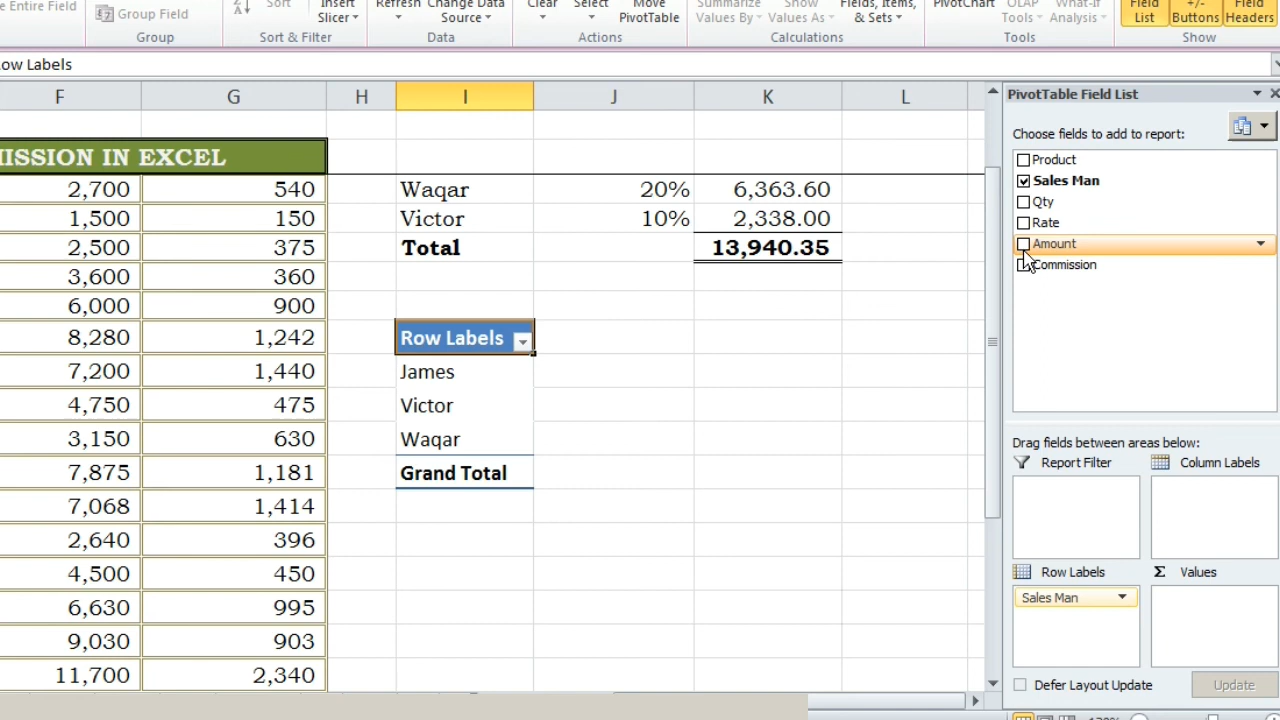 e Entire Field
Group Field
Group
Sort
Sort & Filter
Insert
Slicer
Refresh
Change Data
Source
Data
Clear
Select
Move
PivotTable
Actions
Summarize
Values By
Show
Values As
Fields, Items,
& Sets
Calculations
PivotChart
OLAP
Tools
What-If
Analysis
Tools
Field
List
+/-
Buttons
Field
Headers
Show
ow Labels
F G H I J K L
MISSION IN EXCEL
2,700 540 Waqar 20% 6,363.60
1,500 150 Victor 10% 2,338.00
2,500 375 Total 13,940.35
3,600 360
6,000 900
8,280 1,242 Row Labels
7,200 1,440 James
4,750 475 Victor
3,150 630 Waqar
7,875 1,181 Grand Total
7,068 1,414
2,640 396
4,500 450
6,630 995
9,030 903
11,700 2,340
PivotTable Field List
Choose fields to add to report:
Product
Sales Man
Qty
Rate
Amount
Commission
Drag fields between areas below:
Report Filter
Column Labels
Row Labels
Σ Values
Sales Man
Defer Layout Update
Update